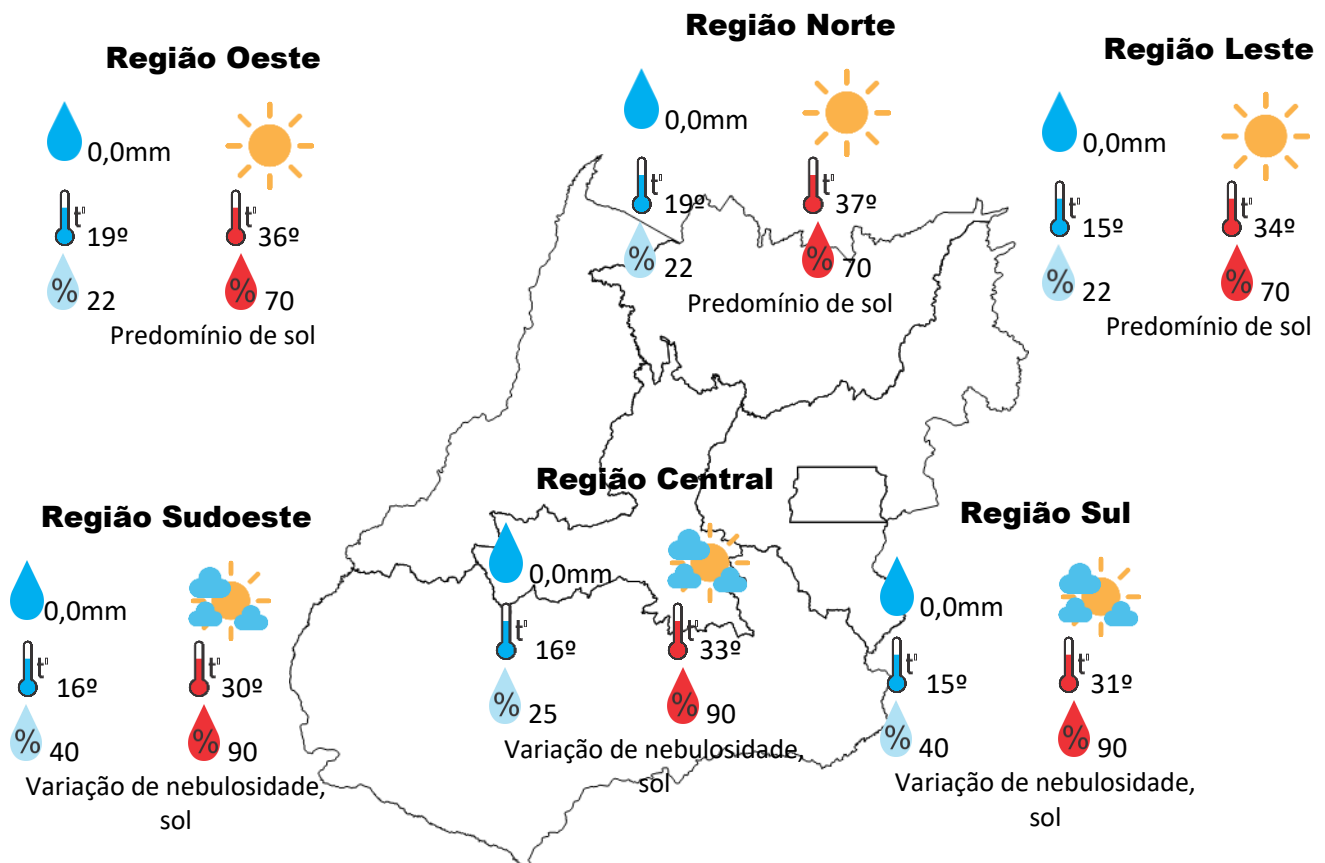 Região Oeste
0,0mm
t°
19º
t°
36º
% 22
% 70
Predomínio de sol
Região Norte
0,0mm
t°
19º
t°
37º
% 22
% 70
Predomínio de sol
Região Leste
0,0mm
t°
15º
t°
34º
% 22
% 70
Predomínio de sol
Região Sudoeste
0,0mm
t°
16º
t°
30º
% 40
% 90
Variação de nebulosidade,
sol
Região Central
0,0mm
t°
16º
t°
33º
% 25
% 90
Variação de nebulosidade,
sol
Região Sul
0,0mm
t°
15º
t°
31º
% 40
% 90
Variação de nebulosidade,
sol